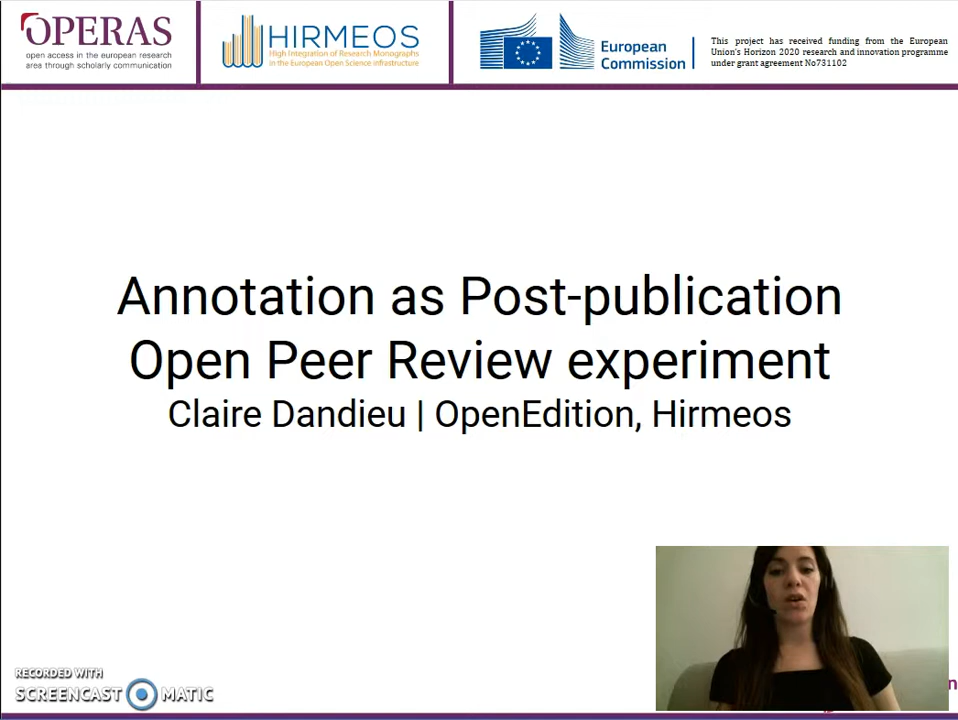 OPERAS
open access in the european research
area through scholarly communication
HIRMEOS
High Integration of Research Monographs
in the European Open Science infrastructure
European
Commission
This project has received funding from the European
Union's Horizon 2020 research and innovation programme
under grant agreement No731102
Annotation as Post-publication
Open Peer Review experiment
Claire Dandieu | OpenEdition, Hirmeos
RECORDED WITH
SCREENCAST MATIC